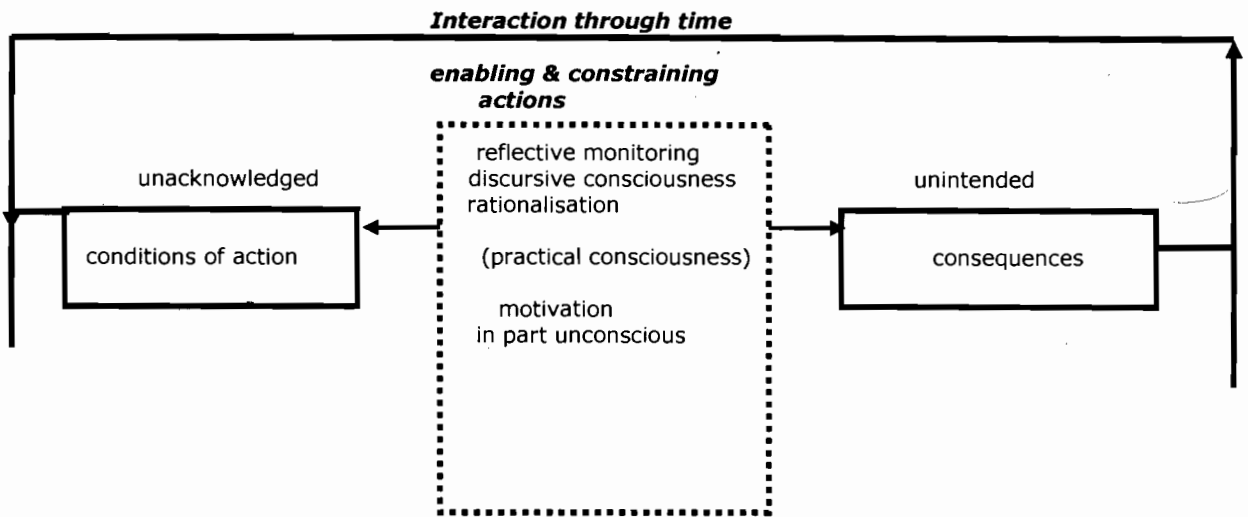 Interaction through time
enabling & constraining
actions
unacknowledged
conditions of action
reflective monitoring
discursive consciousness
rationalisation
(practical consciousness)
motivation
in part unconscious
unintended
consequences